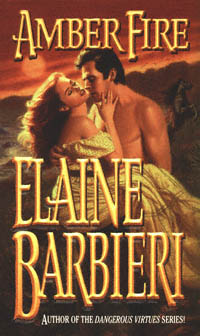 AMBER FIRE
ELAINE
BARBIERI
AUTHOR OF THE DANGEROUS VIRTUES SERIES!